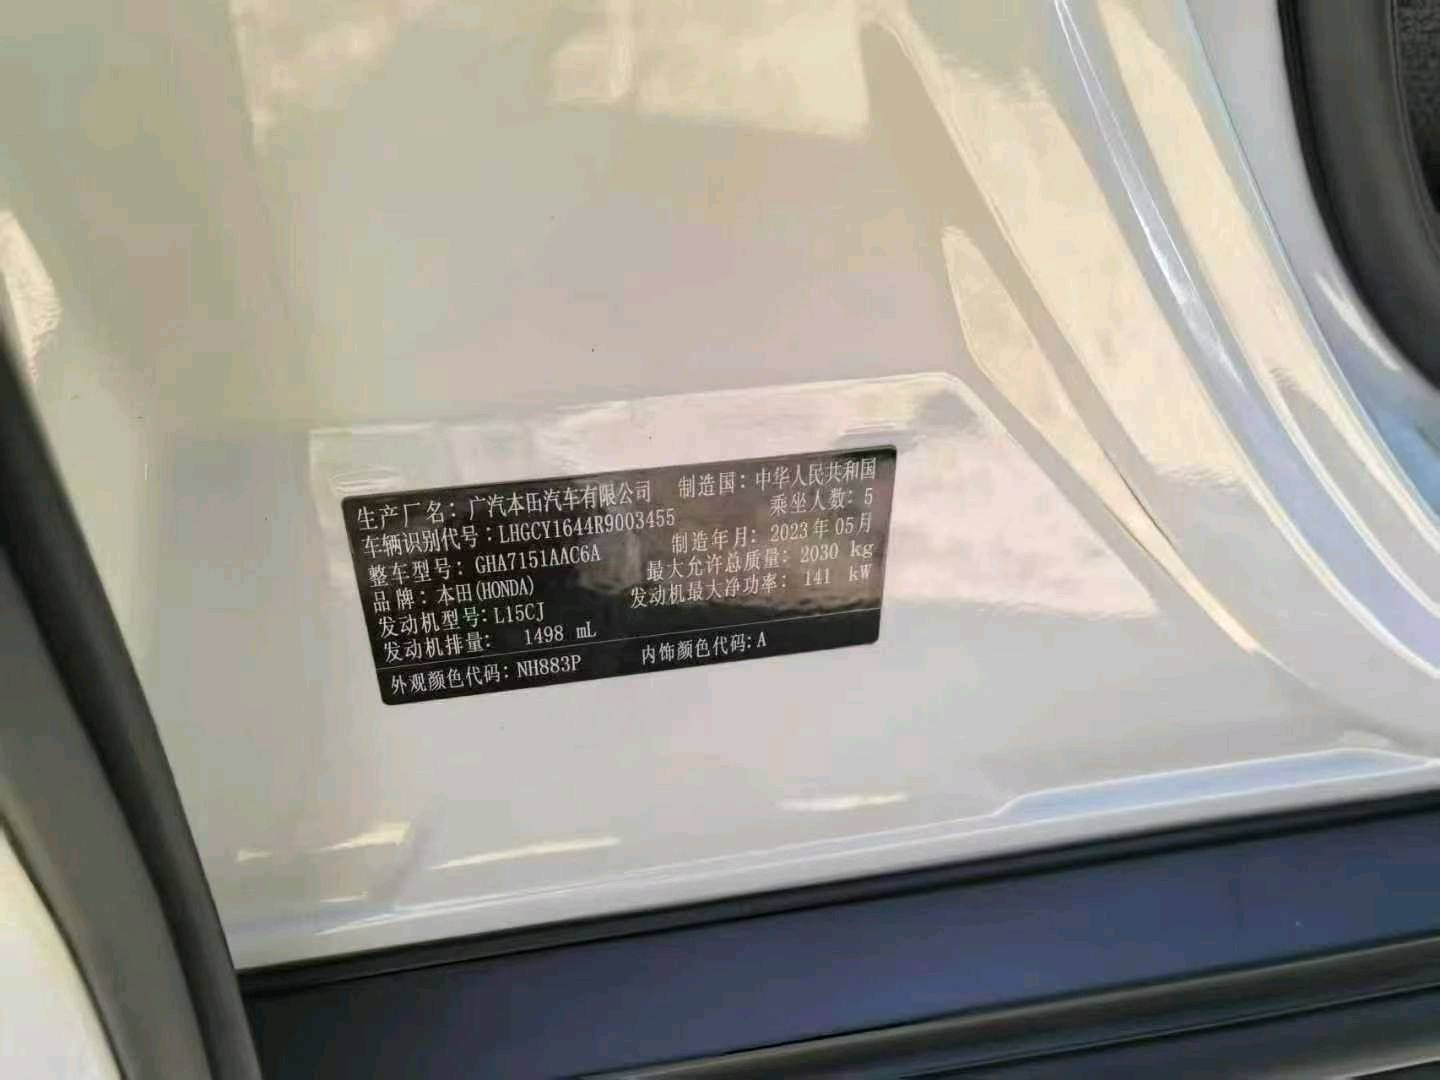 生产厂名：广汽本田汽车有限公司 制造国：中华人民共和国
车辆识别代号：LHGCY1644R9003455 乘坐人数：5
整车型号：GHA7151AAC6A 制造年月：2023年05月
品牌：本田(HONDA) 最大允许总质量：2030 kg
发动机型号：L15CJ 发动机最大净功率：141 kW
发动机排量：1498 mL
外观颜色代码：NH883P 内饰颜色代码：A